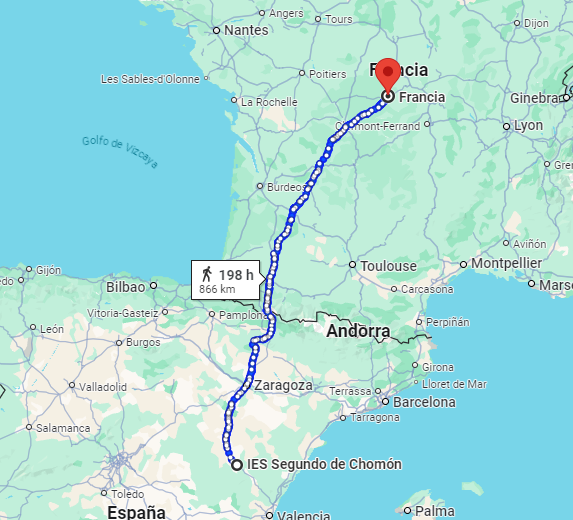 Angers
Tours
Dijon
Nantes
Francia
Poitiers
Les Sables-d'Olonne
Francia
Ginebra
La Rochelle
Clermont-Ferrand
Lyon
Golfo de Vizcaya
Burdeos
Aviñón
Toulouse
Montpellier
Gijón
198 h
866 km
Bilbao
Carcasona
Vitoria-Gasteiz
Pamplona
Perpiñán
León
Andorra
Burgos
Girona
Zaragoza
Lloret de Mar
Valladolid
Terrassa
Barcelona
Tarragona
Salamanca
IES Segundo de Chomón
Toledo
España
Valencia
Palma